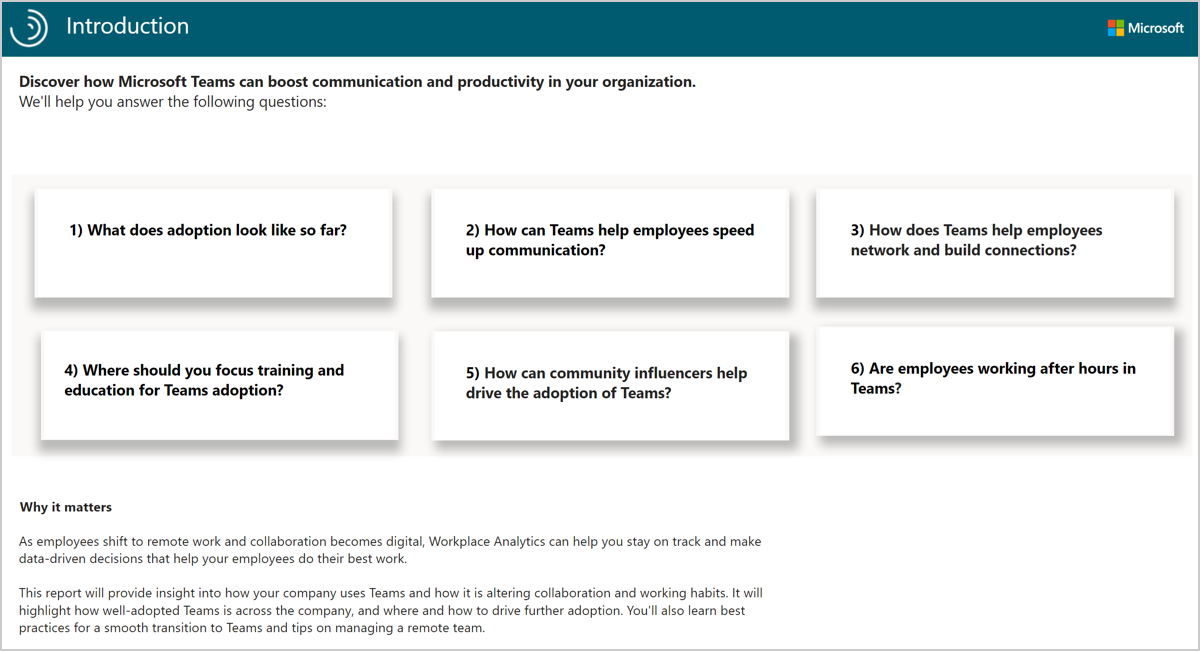 Introduction
Microsoft
Discover how Microsoft Teams can boost communication and productivity in your organization.
We'll help you answer the following questions:
1) What does adoption look like so far?
2) How can Teams help employees speed
up communication?
3) How does Teams help employees
network and build connections?
4) Where should you focus training and
education for Teams adoption?
5) How can community influencers help
drive the adoption of Teams?
6) Are employees working after hours in
Teams?
Why it matters
As employees shift to remote work and collaboration becomes digital, Workplace Analytics can help you stay on track and make
data-driven decisions that help your employees do their best work.
This report will provide insight into how your company uses Teams and how it is altering collaboration and working habits. It will
highlight how well-adopted Teams is across the company, and where and how to drive further adoption. You'll also learn best
practices for a smooth transition to Teams and tips on managing a remote team.